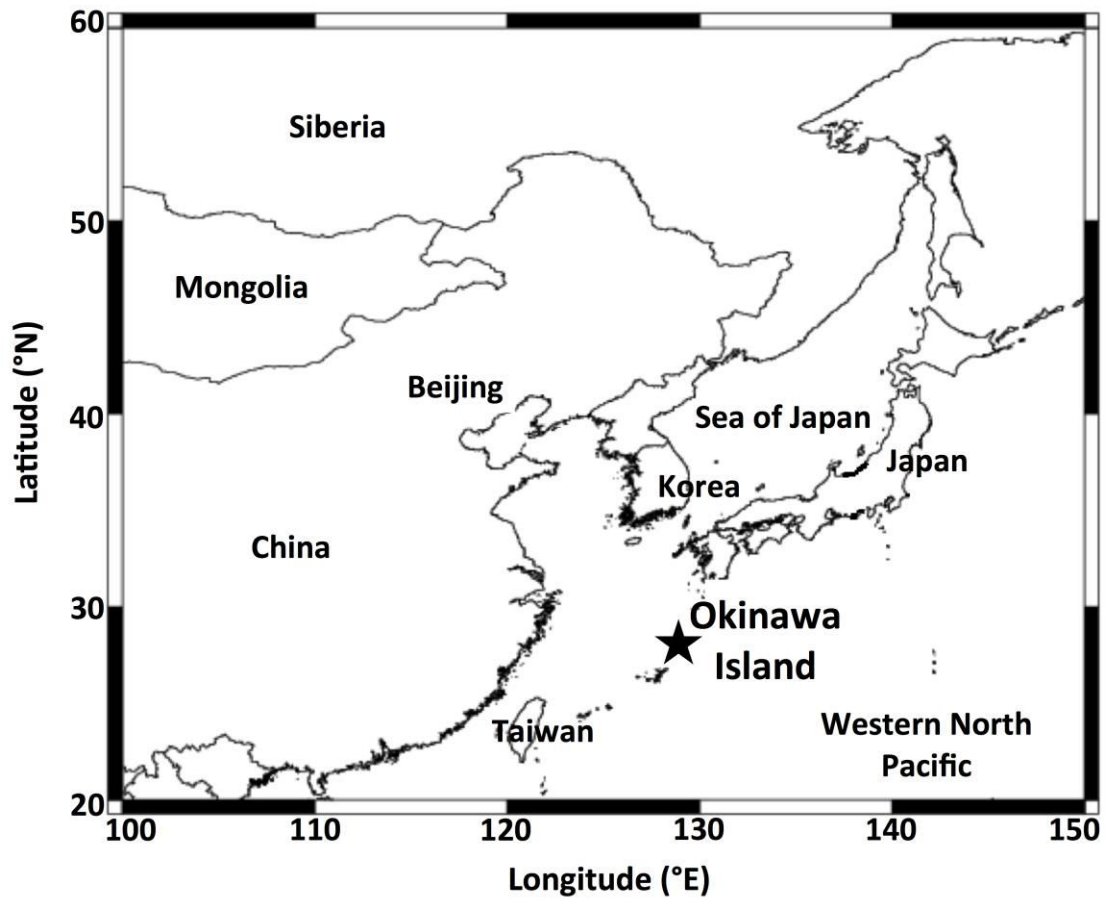 60
Siberia
50
Mongolia
Beijing
40
Sea of Japan
Japan
Korea
China
30
Okinawa
Island
Taiwan
Western North
Pacific
20
100
110
120
130
140
150
Latitude (°N)
Longitude (°E)